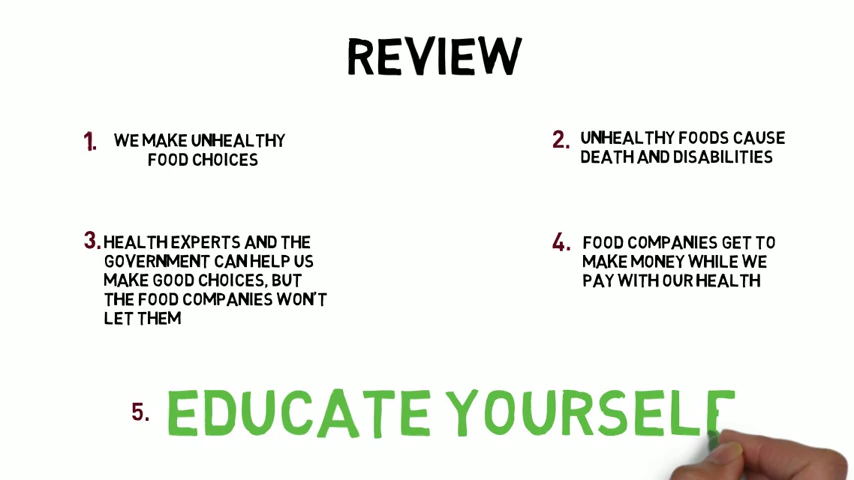 REVIEW
1. WE MAKE UNHEALTHY
FOOD CHOICES
2. UNHEALTHY FOODS CAUSE
DEATH AND DISABILITIES
3. HEALTH EXPERTS AND THE
GOVERNMENT CAN HELP US
MAKE GOOD CHOICES, BUT
THE FOOD COMPANIES WON'T
LET THEM
4. FOOD COMPANIES GET TO
MAKE MONEY WHILE WE
PAY WITH OUR HEALTH
5. EDUCATE YOURSELF